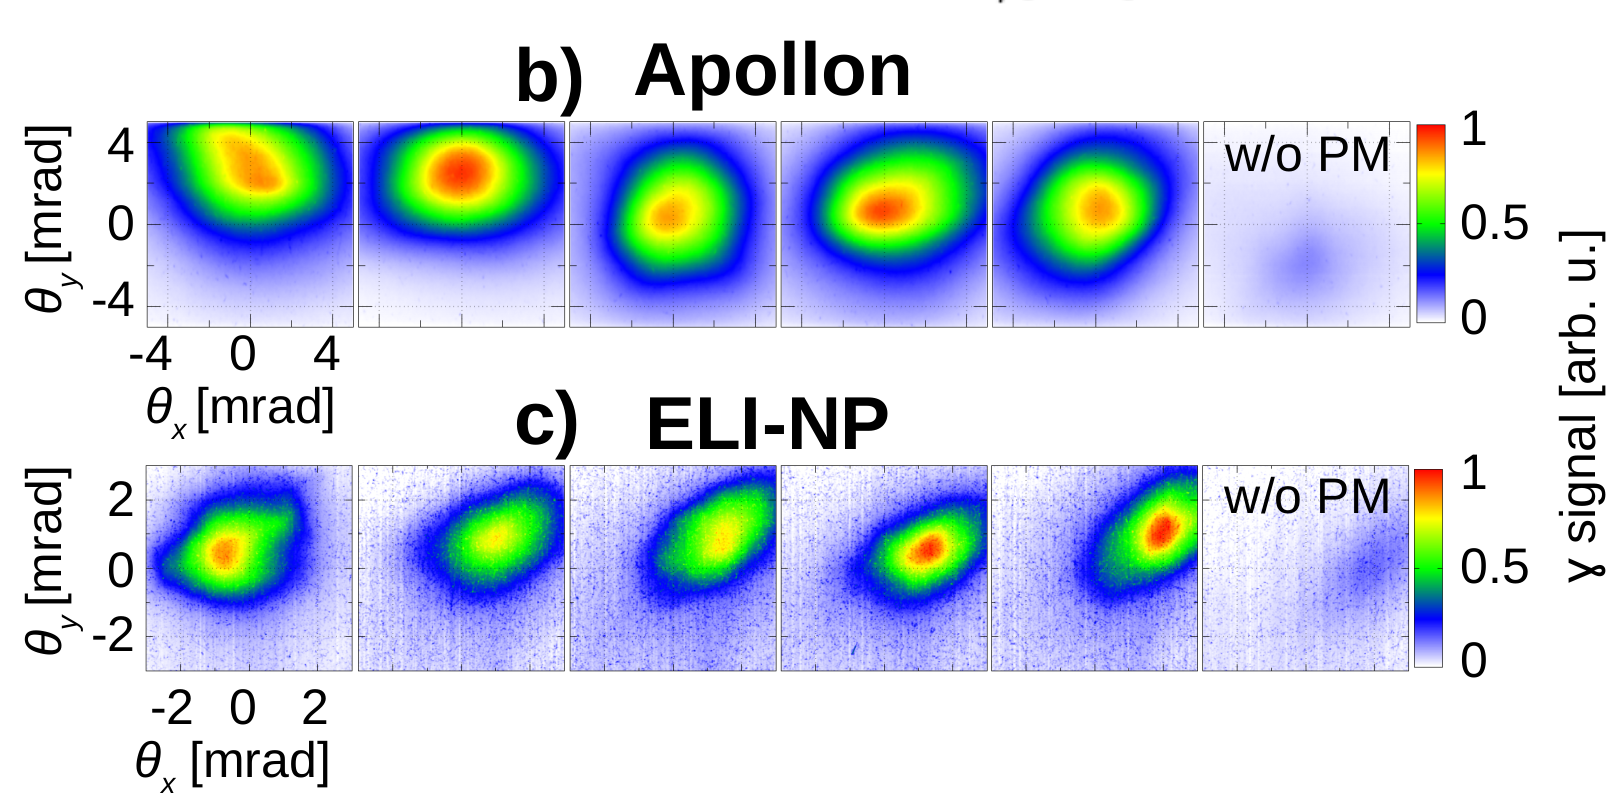 b) Apollon
θy [mrad]
4
0
-4
w/o PM
1
0.5
0
-4 0 4
θx [mrad]
γ signal [arb. u.]
c) ELI-NP
θy [mrad]
2
0
-2
w/o PM
1
0.5
0
-2 0 2
θx [mrad]